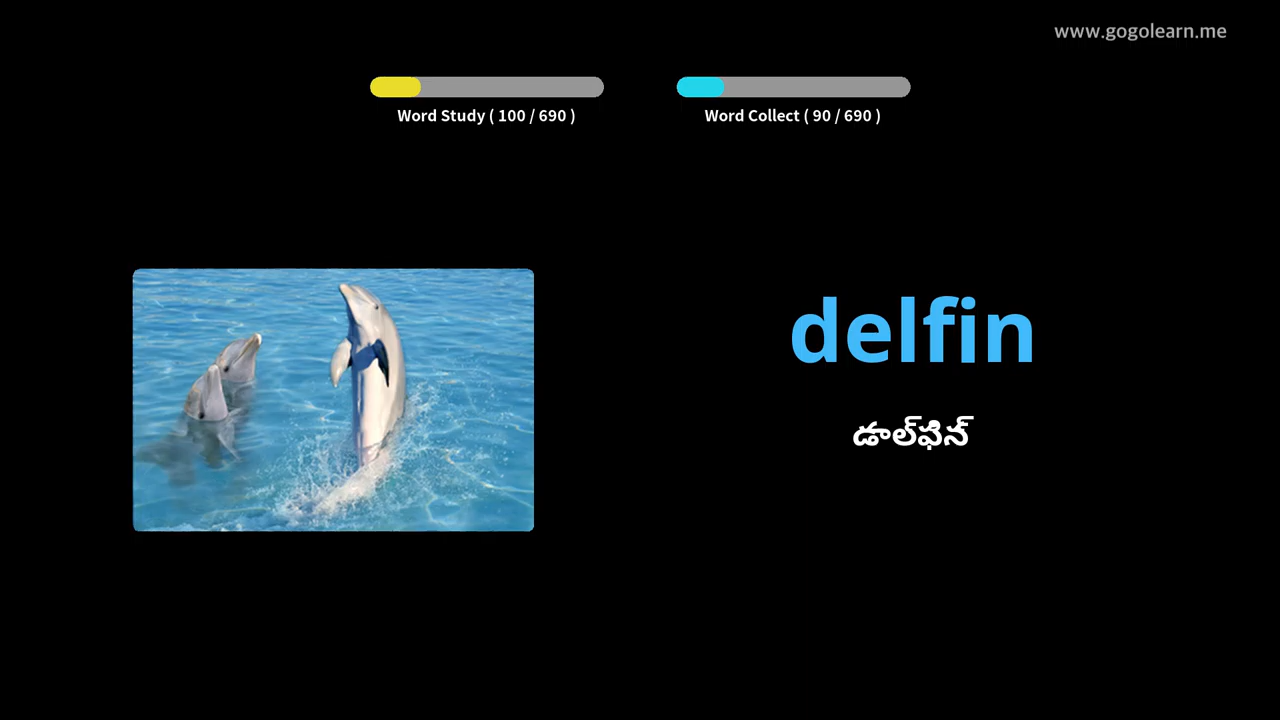 www.gogolearn.me
Word Study ( 100 / 690 )
Word Collect ( 90 / 690 )
delfin
డాల్ఫిన్